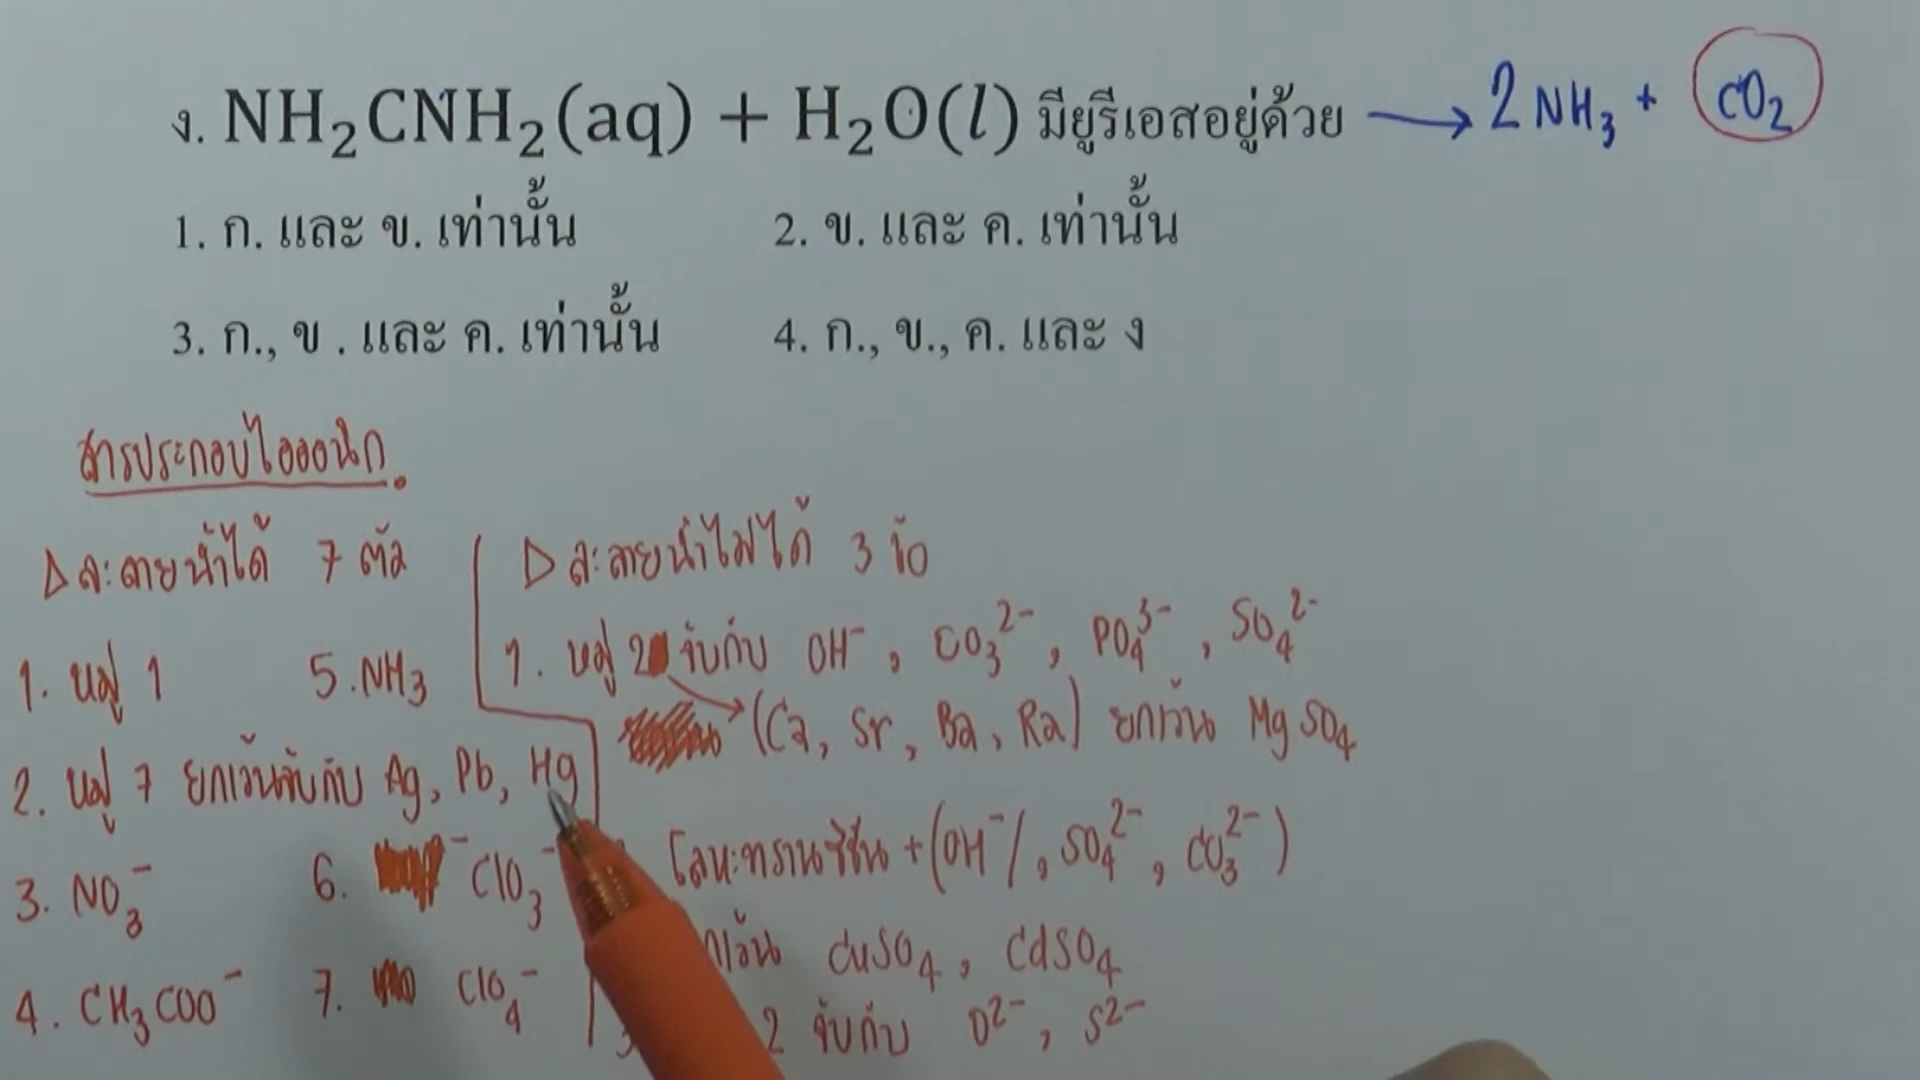 ง. NH₂CNH₂(aq) + H₂O(l) มียูรีเอสอยู่ด้วย → 2 NH₃ + CO₂
1. ก. และ ข. เท่านั้น 2. ข. และ ค. เท่านั้น
3. ก., ข . และ ค. เท่านั้น 4. ก., ข., ค. และ ง
สารประกอบไอออนิก
▷ ละลายน้ำได้ 7 ตัว ▷ ละลายน้ำไม่ได้ 3 ข้อ
1. หมู่ 1 5. NH₃ 1. หมู่ 2 จับกับ OH⁻, CO₃²⁻, PO₄³⁻, SO₄²⁻
(Ca, Sr, Ba, Ra) ยกเว้น MgSO₄
2. หมู่ 7 ยกเว้นจับกับ Ag, Pb, Hg
3. NO₃⁻ 6. ClO₃⁻ โลหะทรานซิชัน + (OH⁻, SO₄²⁻, CO₃²⁻)
CuSO₄, CdSO₄
4. CH₃COO⁻ 7. ClO₄⁻ 3 2 จับกับ O²⁻, S²⁻